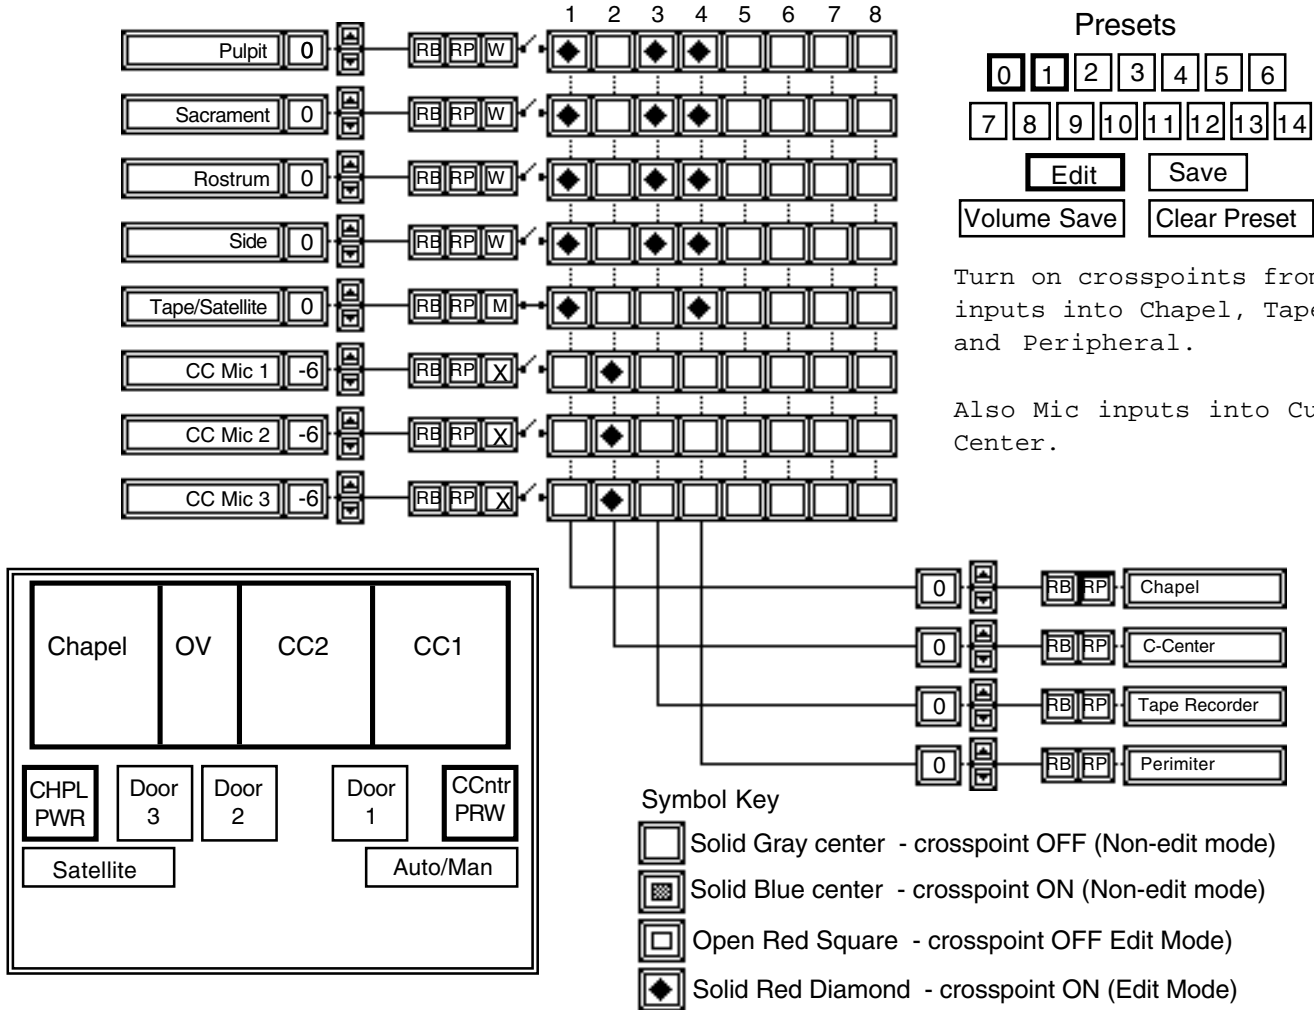 1 2 3 4 5 6 7 8
Presets
Pulpit 0 RB RP W
0 1 2 3 4 5 6
Sacrament 0 RB RP W
7 8 9 10 11 12 13 14
Rostrum 0 RB RP W
Edit Save
Side 0 RB RP W
Volume Save Clear Preset
Turn on crosspoints from
inputs into Chapel, Tape
and Peripheral.
Tape/Satellite 0 RB RP M
CC Mic 1 -6 RB RP X
Also Mic inputs into Cu
Center.
CC Mic 2 -6 RB RP X
CC Mic 3 -6 RB RP X
0 RB RP Chapel
0 RB RP C-Center
0 RB RP Tape Recorder
0 RB RP Perimiter
Chapel OV CC2 CC1
CHPL PWR
Door 3
Door 2
Door 1
CCntr PRW
Satellite
Auto/Man
Symbol Key
Solid Gray center - crosspoint OFF (Non-edit mode)
Solid Blue center - crosspoint ON (Non-edit mode)
Open Red Square - crosspoint OFF Edit Mode)
Solid Red Diamond - crosspoint ON (Edit Mode)